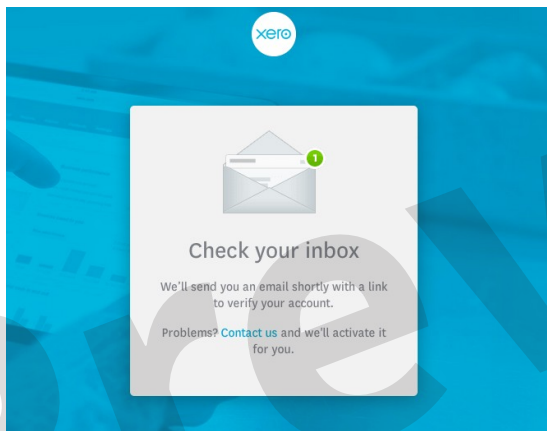 xero
1
Check your inbox
We'll send you an email shortly with a link
to verify your account.
Problems? Contact us and we'll activate it
for you.